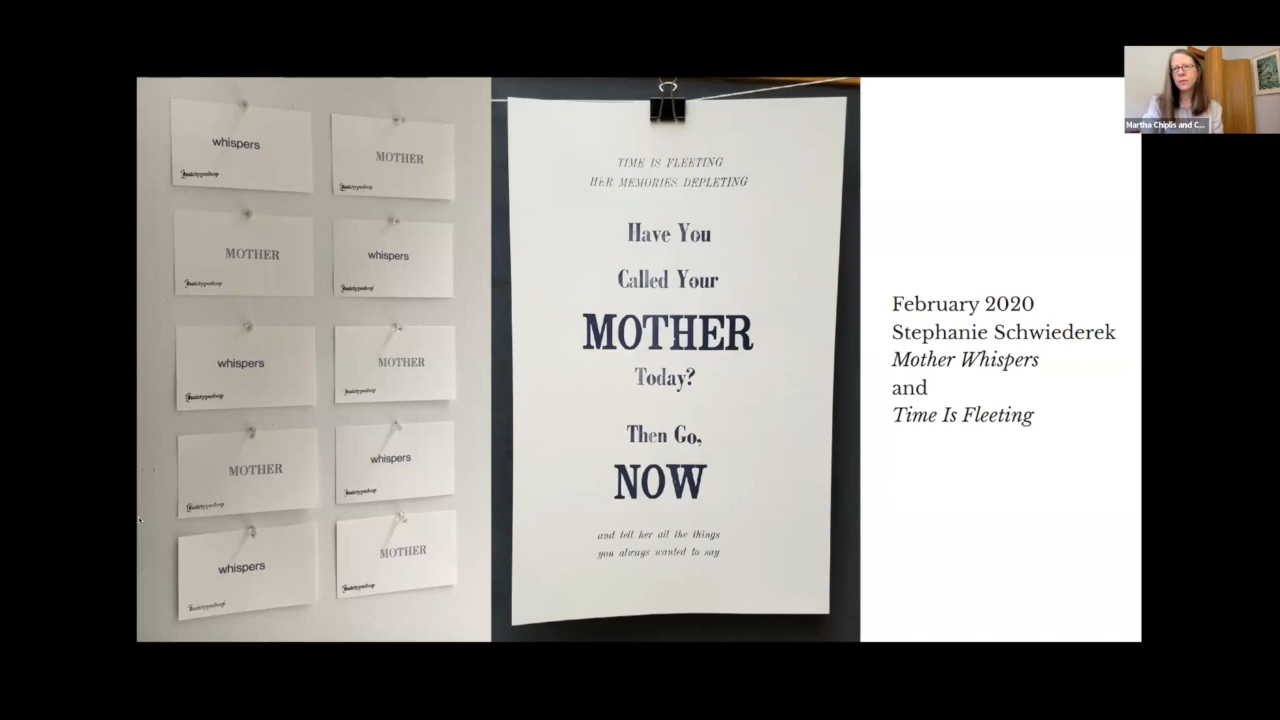 whispers
MOTHER
MOTHER
whispers
whispers
MOTHER
MOTHER
whispers
whispers
MOTHER
TIME IS FLEETING
HER MEMORIES DEPLETING
Have You
Called Your
MOTHER
Today?
Then Go,
NOW
and tell her all the things
you always wanted to say
February 2020
Stephanie Schwiederek
Mother Whispers
and
Time Is Fleeting
Martha Chiplis and C...